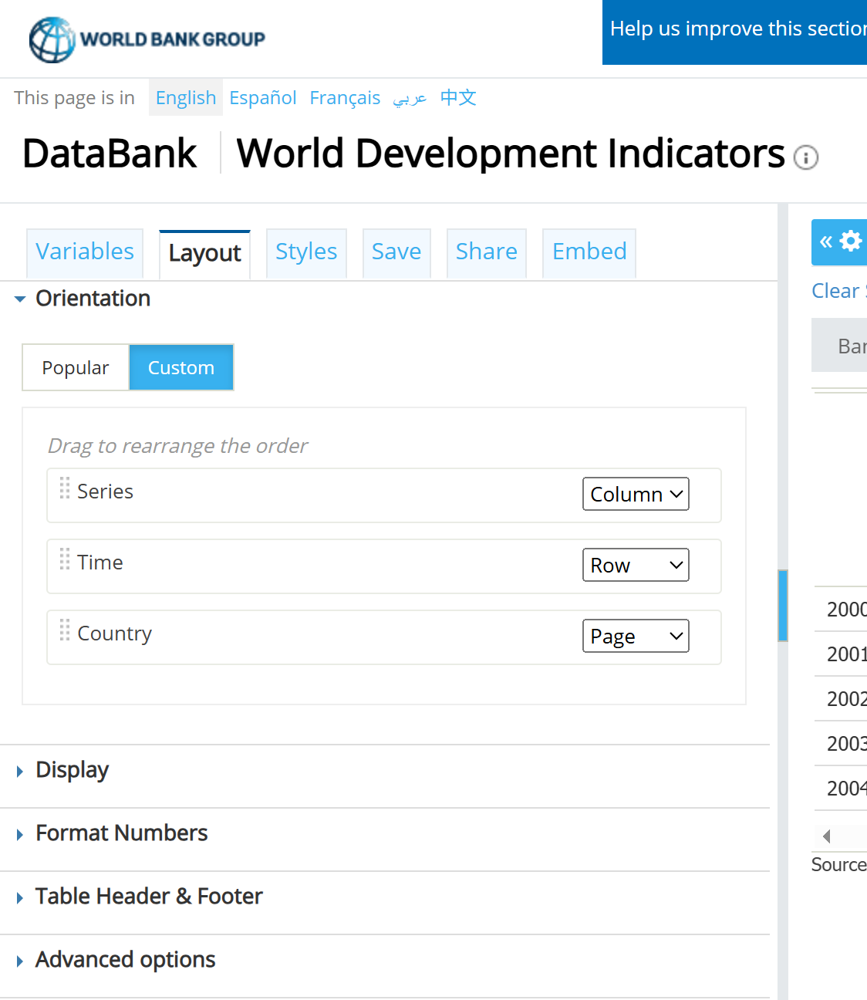 WORLD BANK GROUP
Help us improve this section
This page is in English Español Français عربي 中文
DataBank World Development Indicators
Variables Layout Styles Save Share Embed
«
Orientation
Clear
Popular Custom
Drag to rearrange the order
Series Column
Time Row
Country Page
2000
2001
2002
2003
2004
Display
Format Numbers
Source
Table Header & Footer
Advanced options